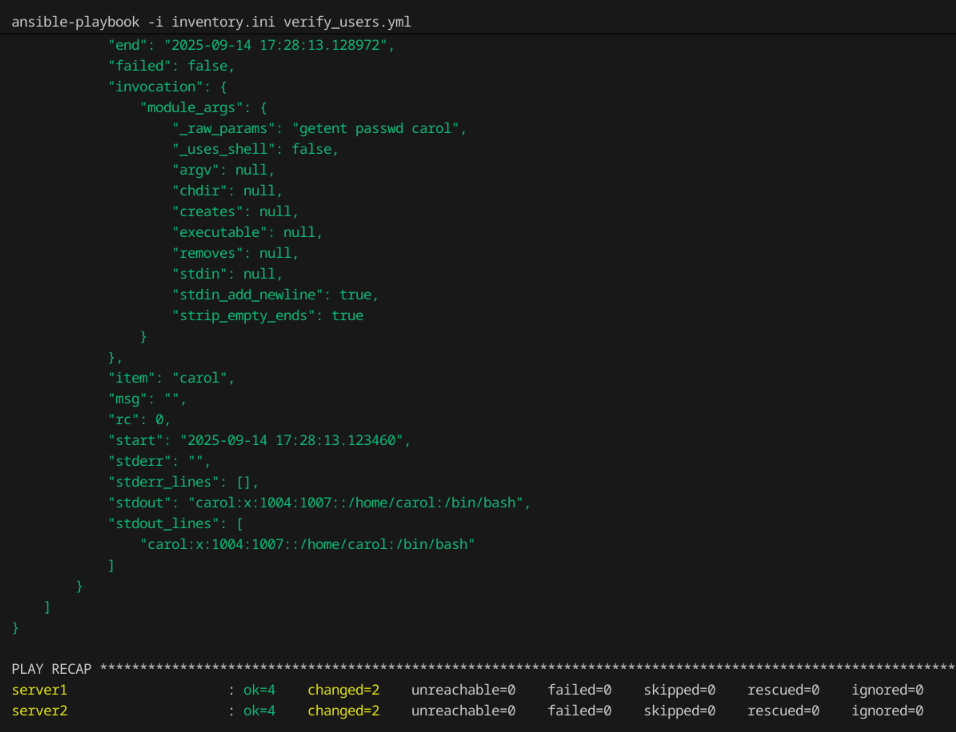 ansible-playbook -i inventory.ini verify_users.yml
"end": "2025-09-14 17:28:13.128972",
"failed": false,
"invocation": {
"module_args": {
"_raw_params": "getent passwd carol",
"_uses_shell": false,
"argv": null,
"chdir": null,
"creates": null,
"executable": null,
"removes": null,
"stdin": null,
"stdin_add_newline": true,
"strip_empty_ends": true
}
},
"item": "carol",
"msg": "",
"rc": 0,
"start": "2025-09-14 17:28:13.123460",
"stderr": "",
"stderr_lines": [],
"stdout": "carol:x:1004:1007::/home/carol:/bin/bash",
"stdout_lines": [
"carol:x:1004:1007::/home/carol:/bin/bash"
]
}
]
}
PLAY RECAP ***********************************************************************************************************
server1 : ok=4 changed=2 unreachable=0 failed=0 skipped=0 rescued=0 ignored=0
server2 : ok=4 changed=2 unreachable=0 failed=0 skipped=0 rescued=0 ignored=0